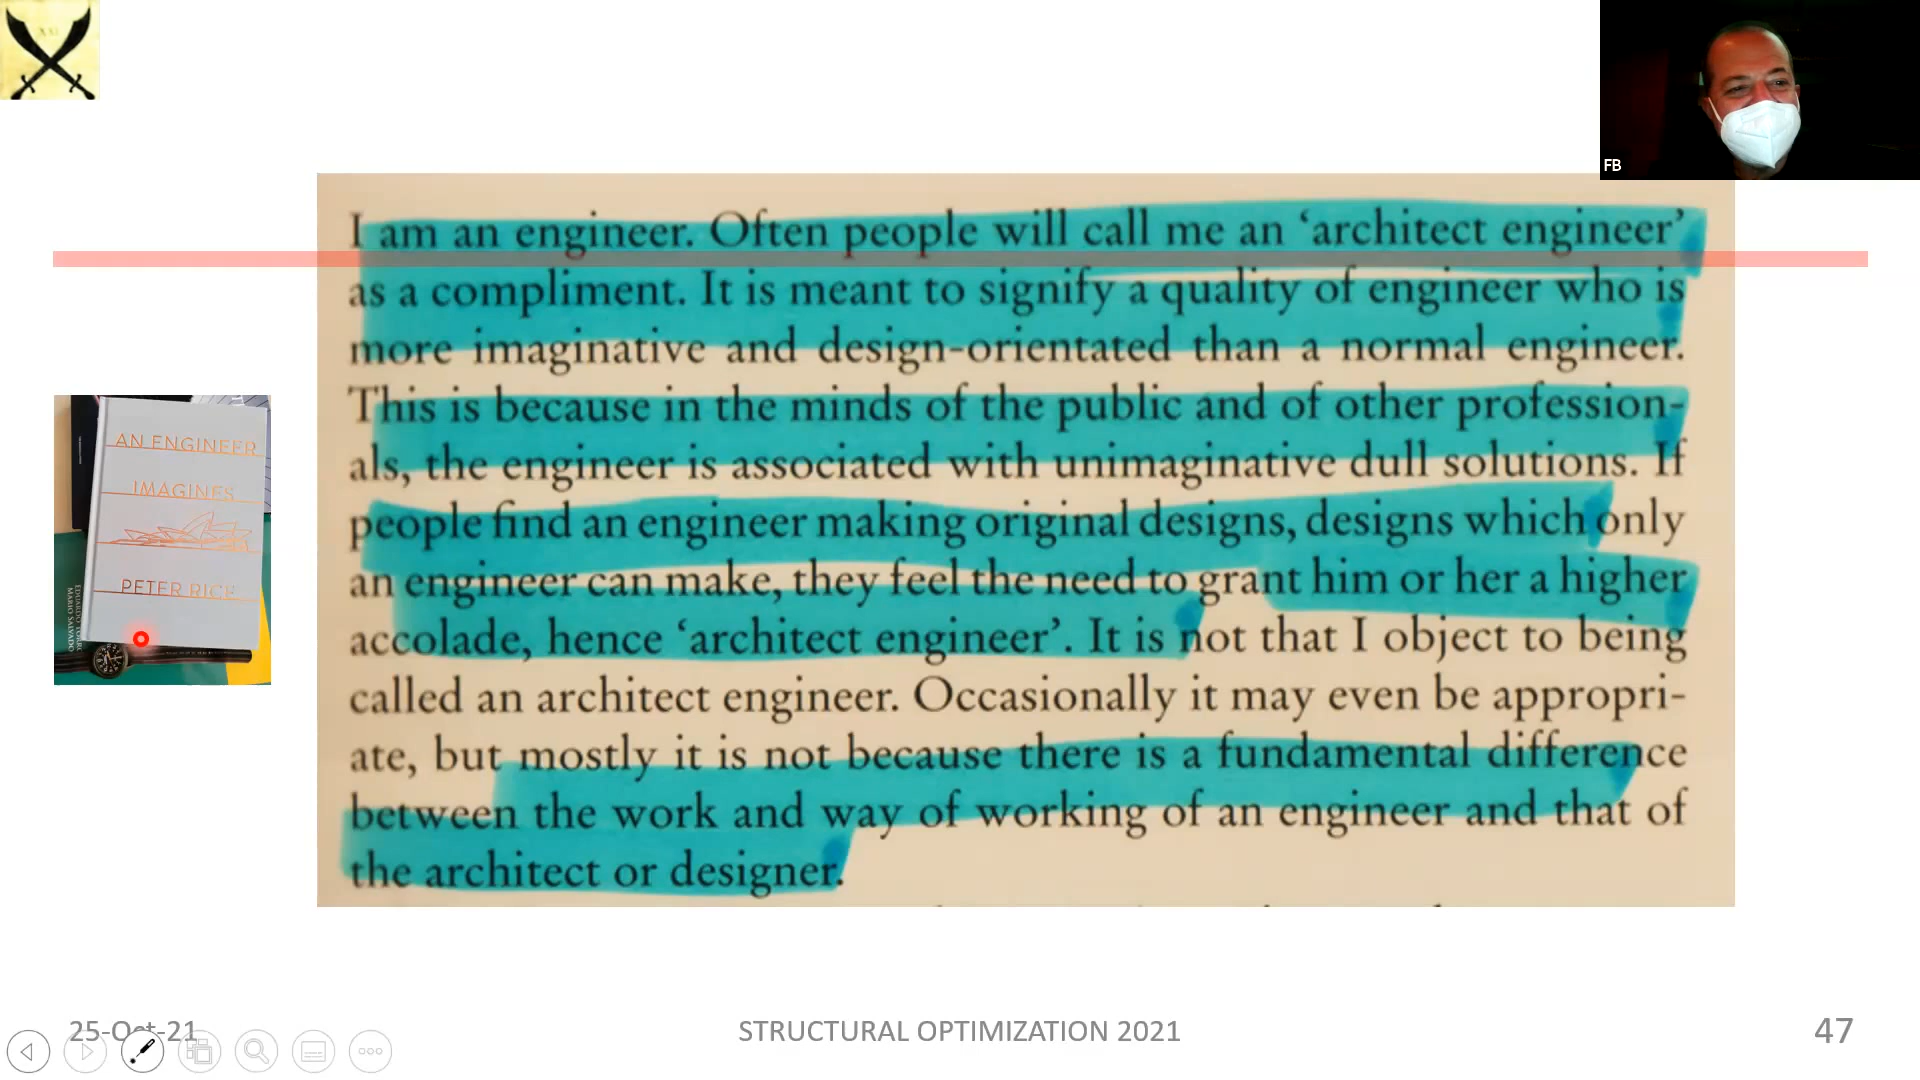 XXI
FB
I am an engineer. Often people will call me an ‘architect engineer’
as a compliment. It is meant to signify a quality of engineer who is
more imaginative and design-orientated than a normal engineer.
This is because in the minds of the public and of other profession-
als, the engineer is associated with unimaginative dull solutions. If
people find an engineer making original designs, designs which only
an engineer can make, they feel the need to grant him or her a higher
accolade, hence ‘architect engineer’. It is not that I object to being
called an architect engineer. Occasionally it may even be appropri-
ate, but mostly it is not because there is a fundamental difference
between the work and way of working of an engineer and that of
the architect or designer.
AN ENGINEER
IMAGINES
PETER RICE
MARIO SALVADO
25-Oct-21
STRUCTURAL OPTIMIZATION 2021
47